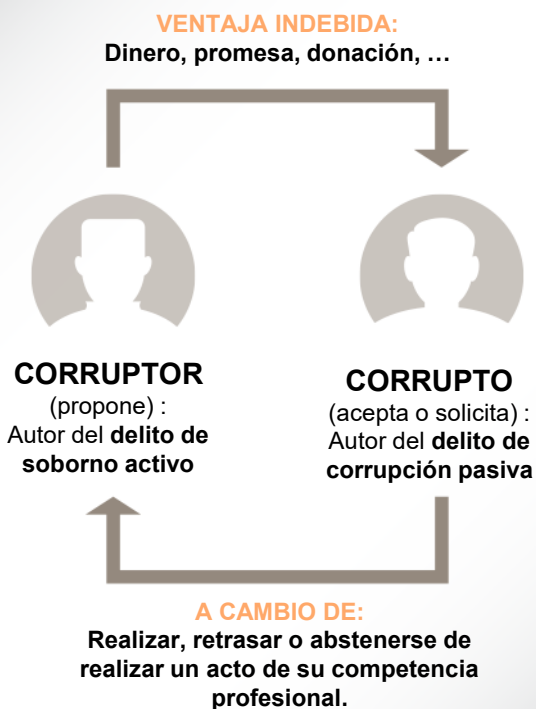 VENTAJA INDEBIDA:
Dinero, promesa, donación, …
CORRUPTOR
(propone) :
Autor del delito de
soborno activo
CORRUPTO
(acepta o solicita) :
Autor del delito de
corrupción pasiva
A CAMBIO DE:
Realizar, retrasar o abstenerse de
realizar un acto de su competencia
profesional.